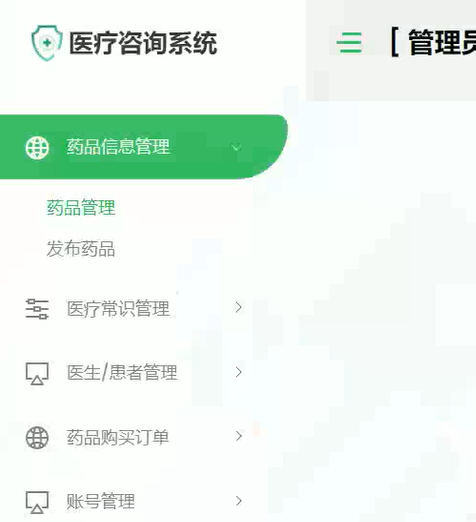 医疗咨询系统
[ 管理员
药品信息管理
药品管理
发布药品
医疗常识管理
医生/患者管理
药品购买订单
账号管理